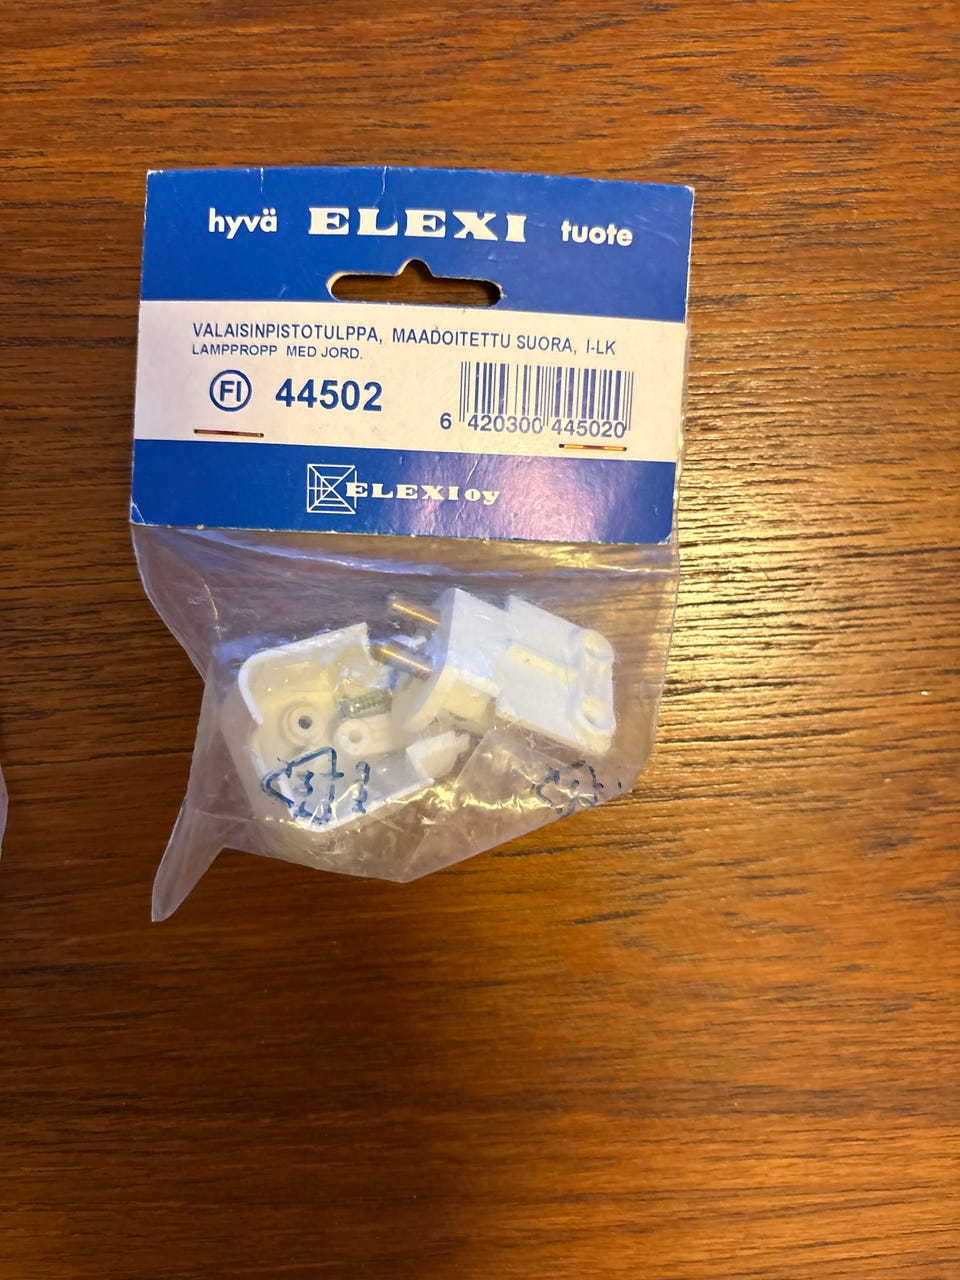 hyvä ELEXI tuote
VALAISINPISTOTULPPA, MAADOITETTU SUORA, I-LK
LAMPPROPP MED JORD.
FI 44502
6 420300 445020
ELEXI oy